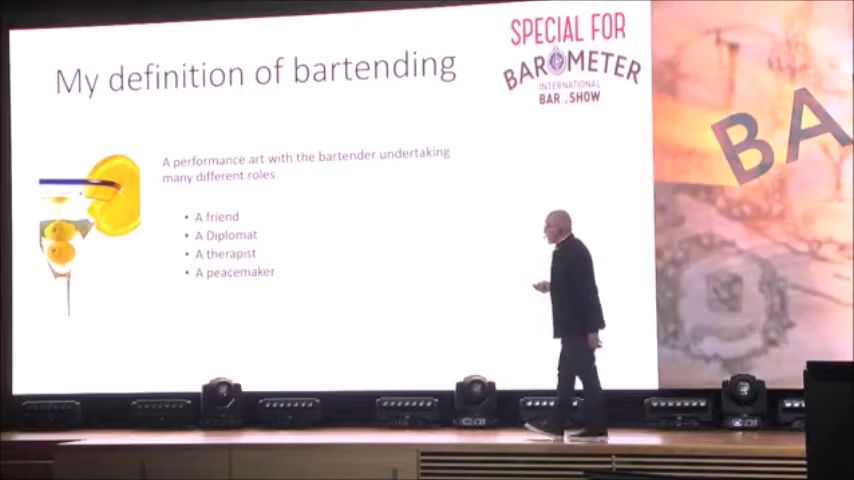 My definition of bartending
SPECIAL FOR
BAROMETER
INTERNATIONAL
BAR SHOW
A performance art with the bartender undertaking
many different roles
• A friend
• A Diplomat
• A therapist
• A peacemaker
BA